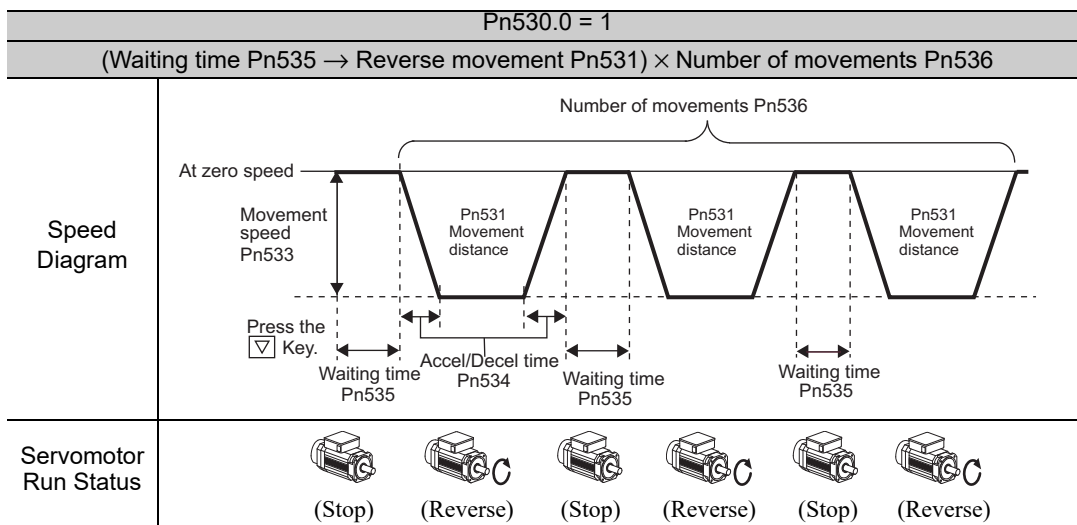 Pn530.0 = 1
(Waiting time Pn535 → Reverse movement Pn531) × Number of movements Pn536
Speed
Diagram
Number of movements Pn536
At zero speed
Movement
speed
Pn533
Pn531
Movement
distance
Pn531
Movement
distance
Pn531
Movement
distance
Press the
▽ Key.
Waiting time
Pn535
Accel/Decel time
Pn534
Waiting time
Pn535
Waiting time
Pn535
Servomotor
Run Status
(Stop) (Reverse) (Stop) (Reverse) (Stop) (Reverse)